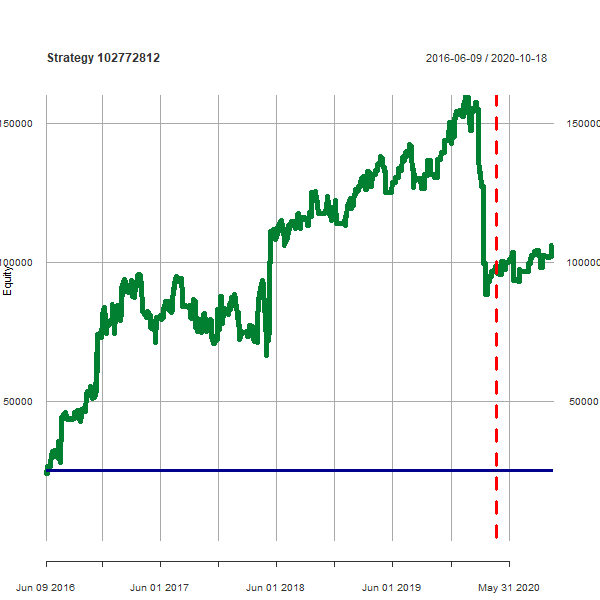 Strategy 102772812 2016-06-09 / 2020-10-18
150000 150000
100000 100000
Equity
50000 50000
Jun 09 2016 Jun 01 2017 Jun 01 2018 Jun 01 2019 May 31 2020